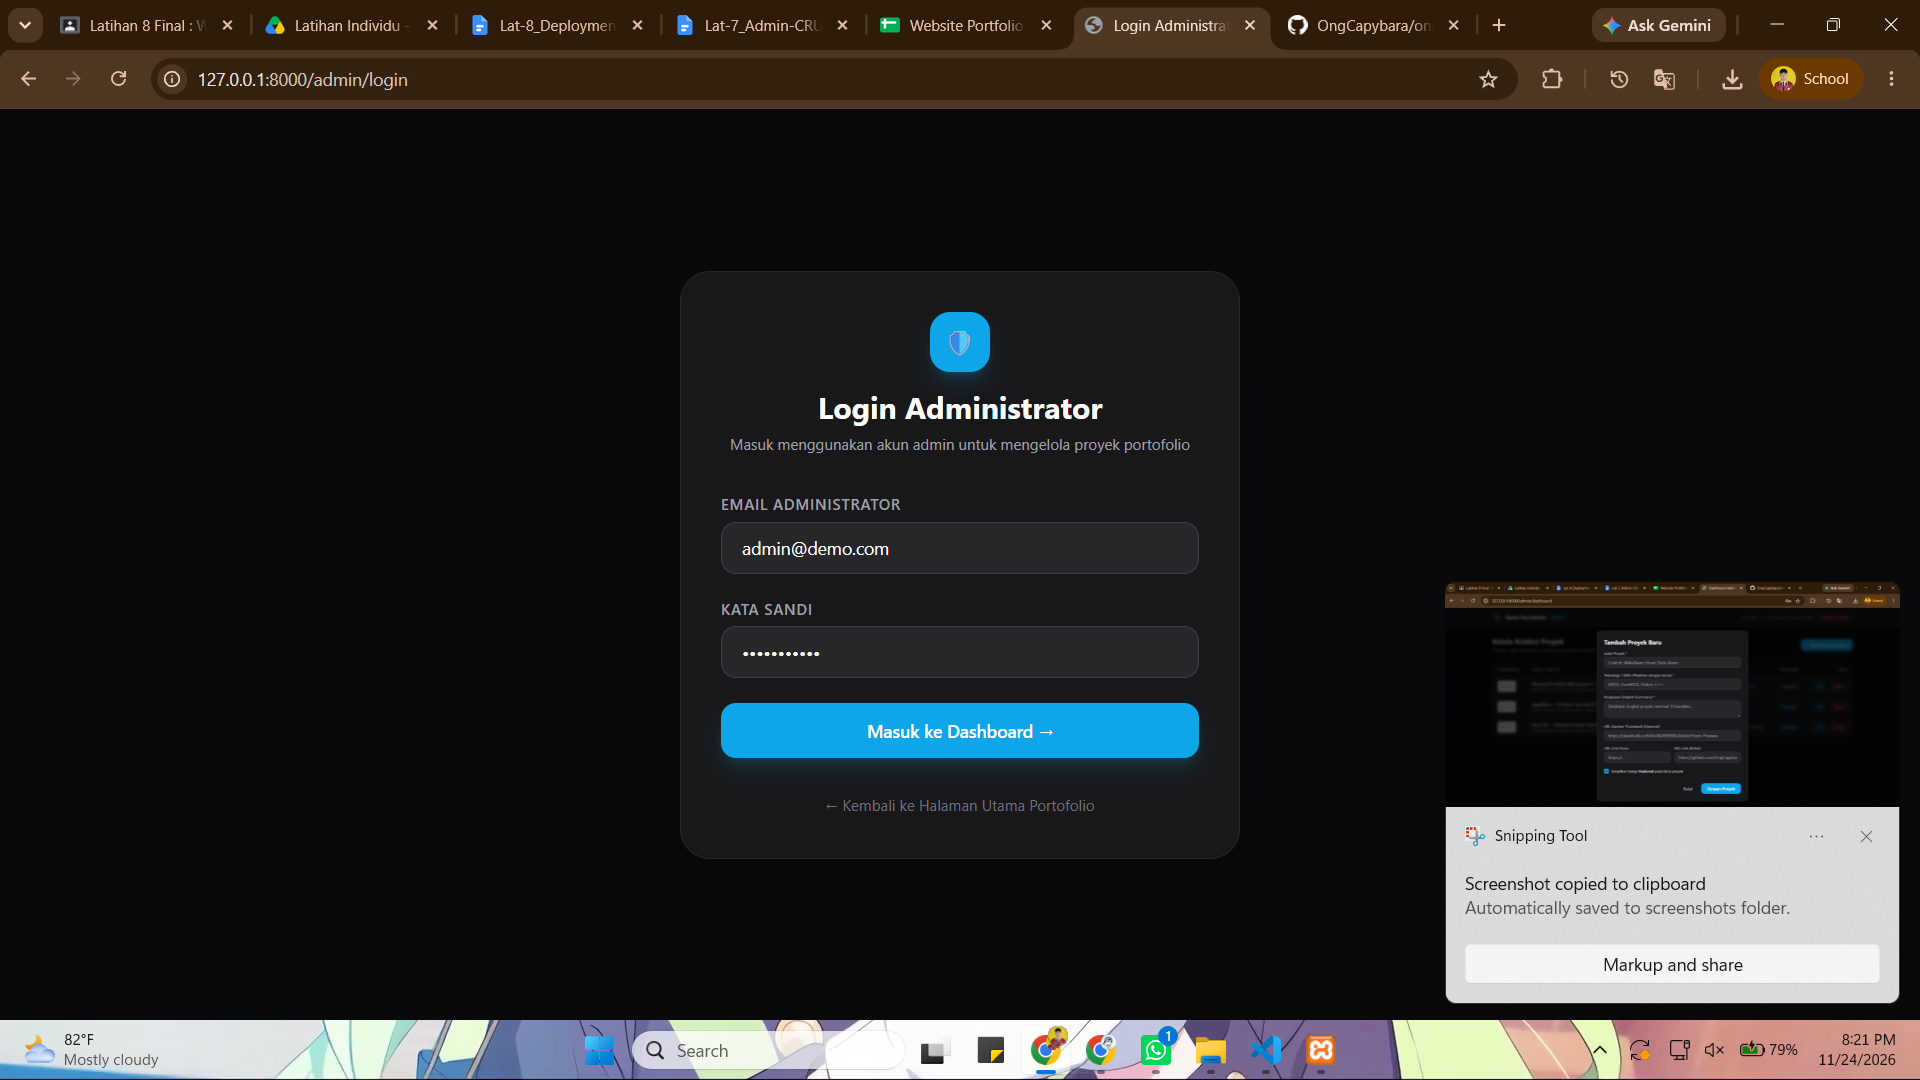 Latihan 8 Final : W
Latihan Individu -
Lat-8_Deploymen
Lat-7_Admin-CRU
Website Portfolio
Login Administra
OngCapybara/on
Ask Gemini
127.0.0.1:8000/admin/login
School
Login Administrator
Masuk menggunakan akun admin untuk mengelola proyek portofolio
EMAIL ADMINISTRATOR
admin@demo.com
KATA SANDI
•••••••••••
Masuk ke Dashboard →
← Kembali ke Halaman Utama Portofolio
Tambah Proyek Baru
Snipping Tool
Screenshot copied to clipboard
Automatically saved to screenshots folder.
Markup and share
82°F
Mostly cloudy
Search
1
79%
8:21 PM
11/24/2026